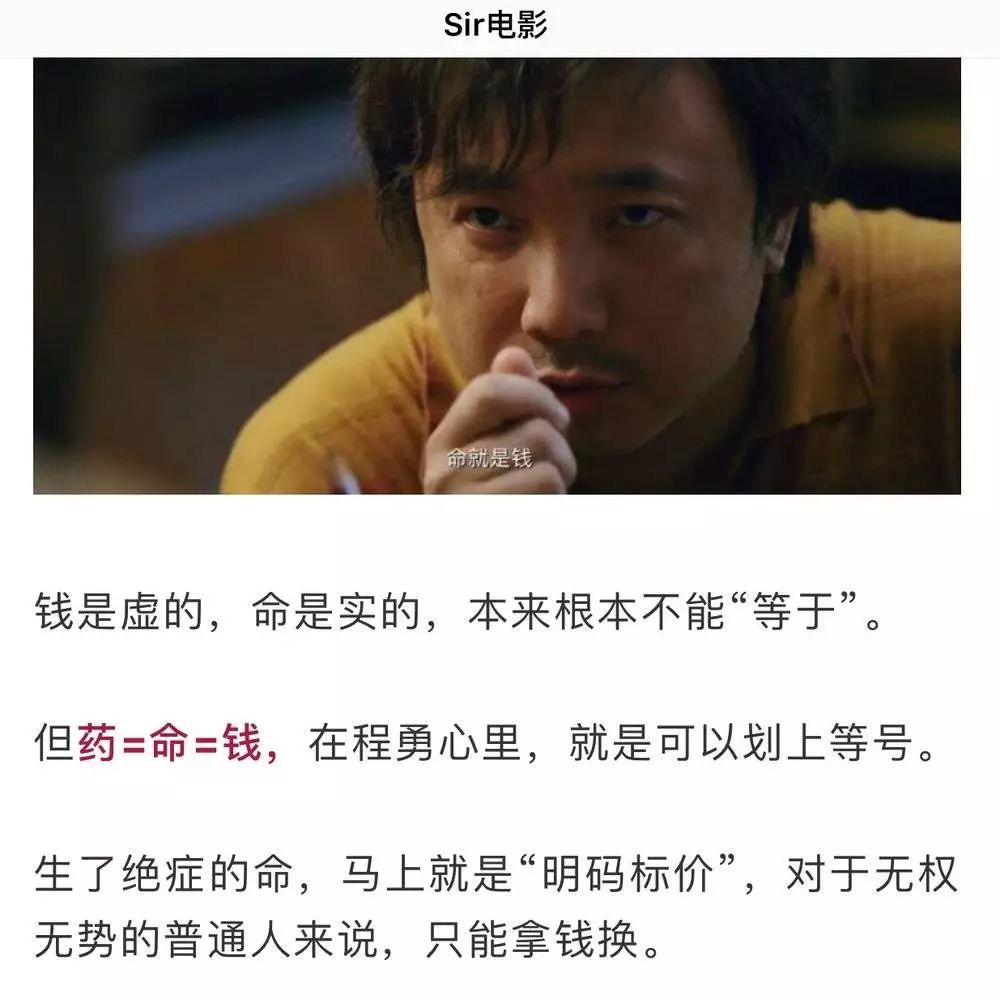 Sir电影
命就是钱
钱是虚的，命是实的，本来根本不能“等于”。
但药=命=钱，在程勇心里，就是可以划上等号。
生了绝症的命，马上就是“明码标价”，对于无权
无势的普通人来说，只能拿钱换。